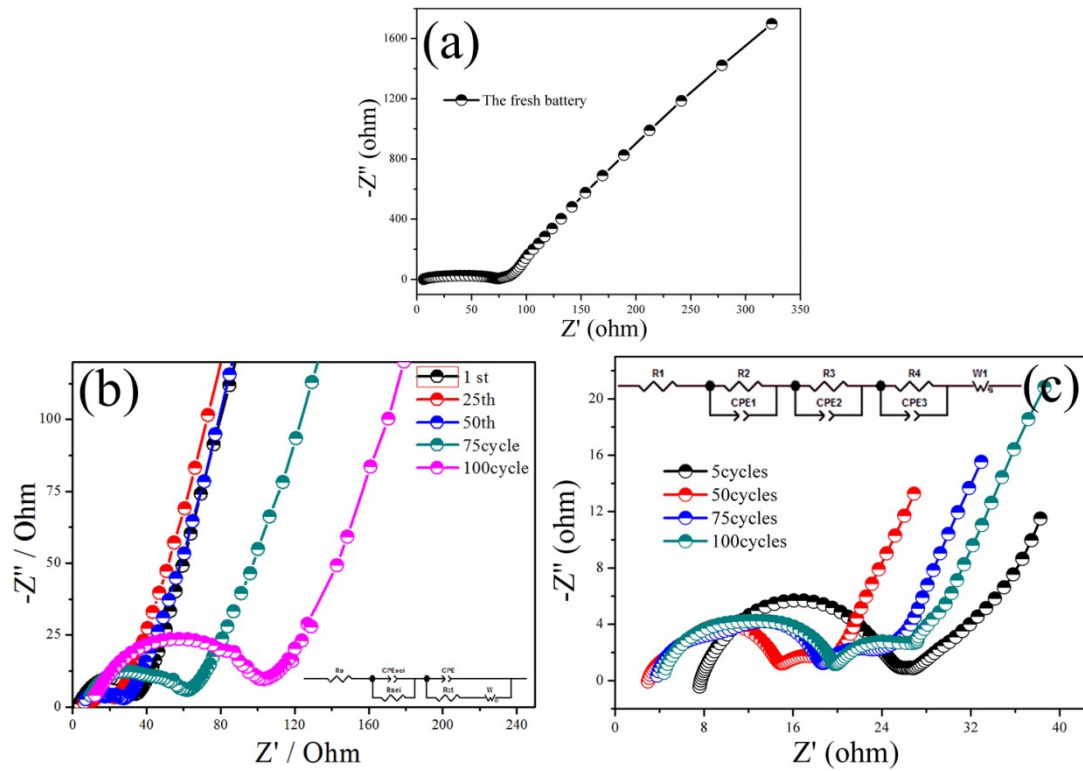 (a)
The fresh battery
-Z'' (ohm)
1600
1200
800
400
0
0 50 100 150 200 250 300 350
Z' (ohm)
(b)
1 st
25th
50th
75cycle
100cycle
-Z'' / Ohm
100
75
50
25
0
0 40 80 120 160 200 240
Z' / Ohm
Rs CPEsei CPE
Rsei Rct W
(c)
R1 R2 R3 R4 W1
CPE1 CPE2 CPE3
5cycles
50cycles
75cycles
100cycles
-Z'' (ohm)
20
16
12
8
4
0
0 8 16 24 32 40
Z' (ohm)